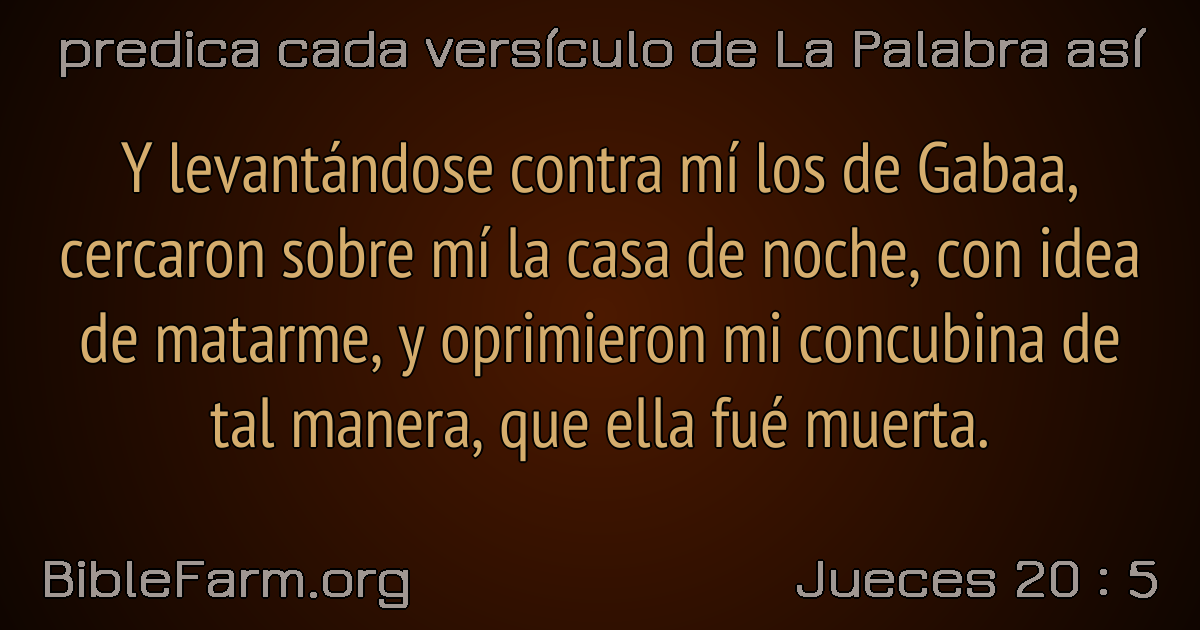 predica cada versículo de La Palabra así
Y levantándose contra mí los de Gabaa,
cercaron sobre mí la casa de noche, con idea
de matarme, y oprimieron mi concubina de
tal manera, que ella fué muerta.
BibleFarm.org
Jueces 20 : 5